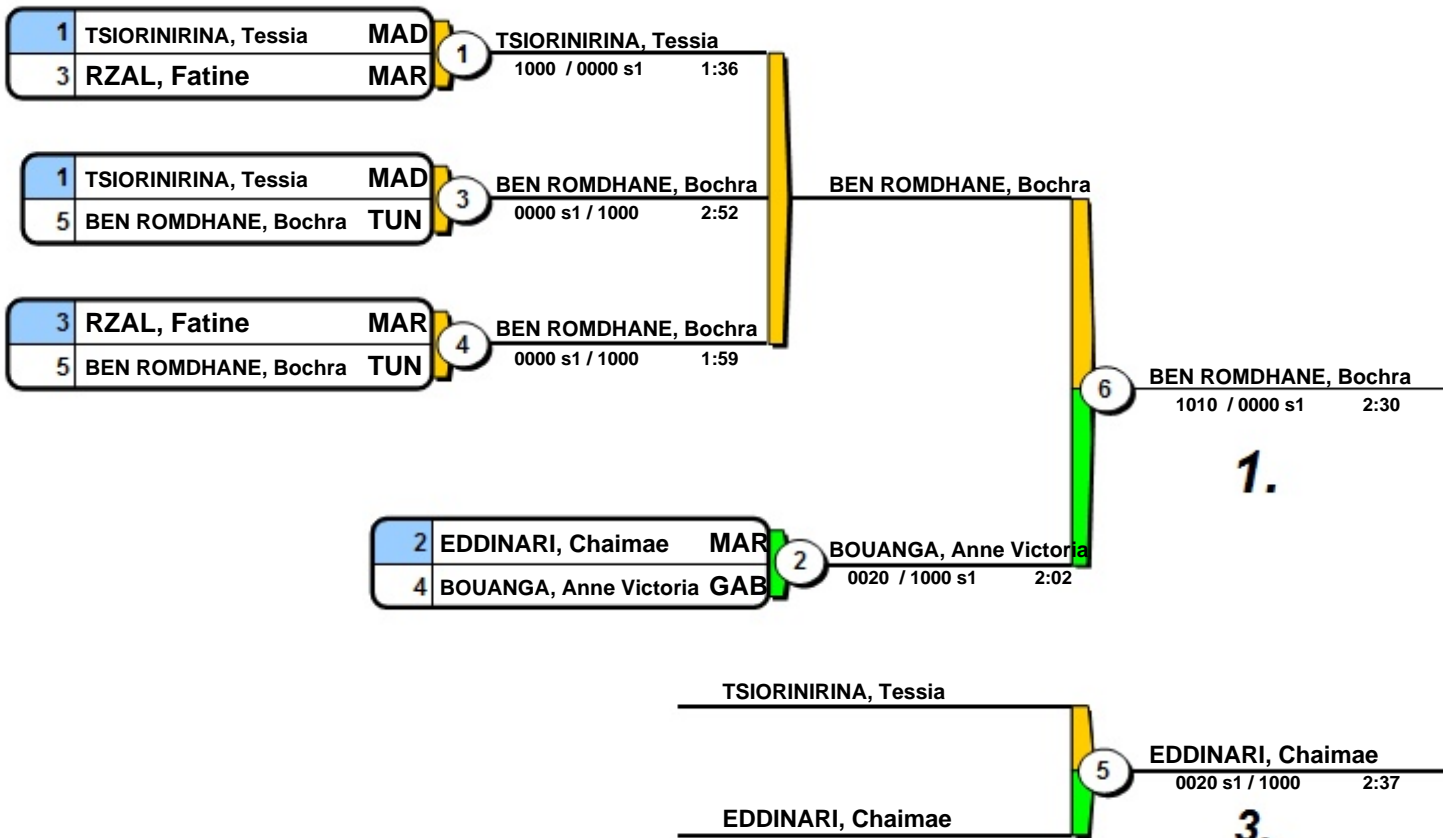 1 TSIORINIRINA, Tessia MAD
3 RZAL, Fatine MAR
1
TSIORINIRINA, Tessia
1000 / 0000 s1 1:36
1 TSIORINIRINA, Tessia MAD
5 BEN ROMDHANE, Bochra TUN
3
BEN ROMDHANE, Bochra
0000 s1 / 1000 2:52
BEN ROMDHANE, Bochra
3 RZAL, Fatine MAR
5 BEN ROMDHANE, Bochra TUN
4
BEN ROMDHANE, Bochra
0000 s1 / 1000 1:59
6
BEN ROMDHANE, Bochra
1010 / 0000 s1 2:30
1.
2 EDDINARI, Chaimae MAR
4 BOUANGA, Anne Victoria GAB
2
BOUANGA, Anne Victoria
0020 / 1000 s1 2:02
TSIORINIRINA, Tessia
5
EDDINARI, Chaimae
0020 s1 / 1000 2:37
EDDINARI, Chaimae
3.